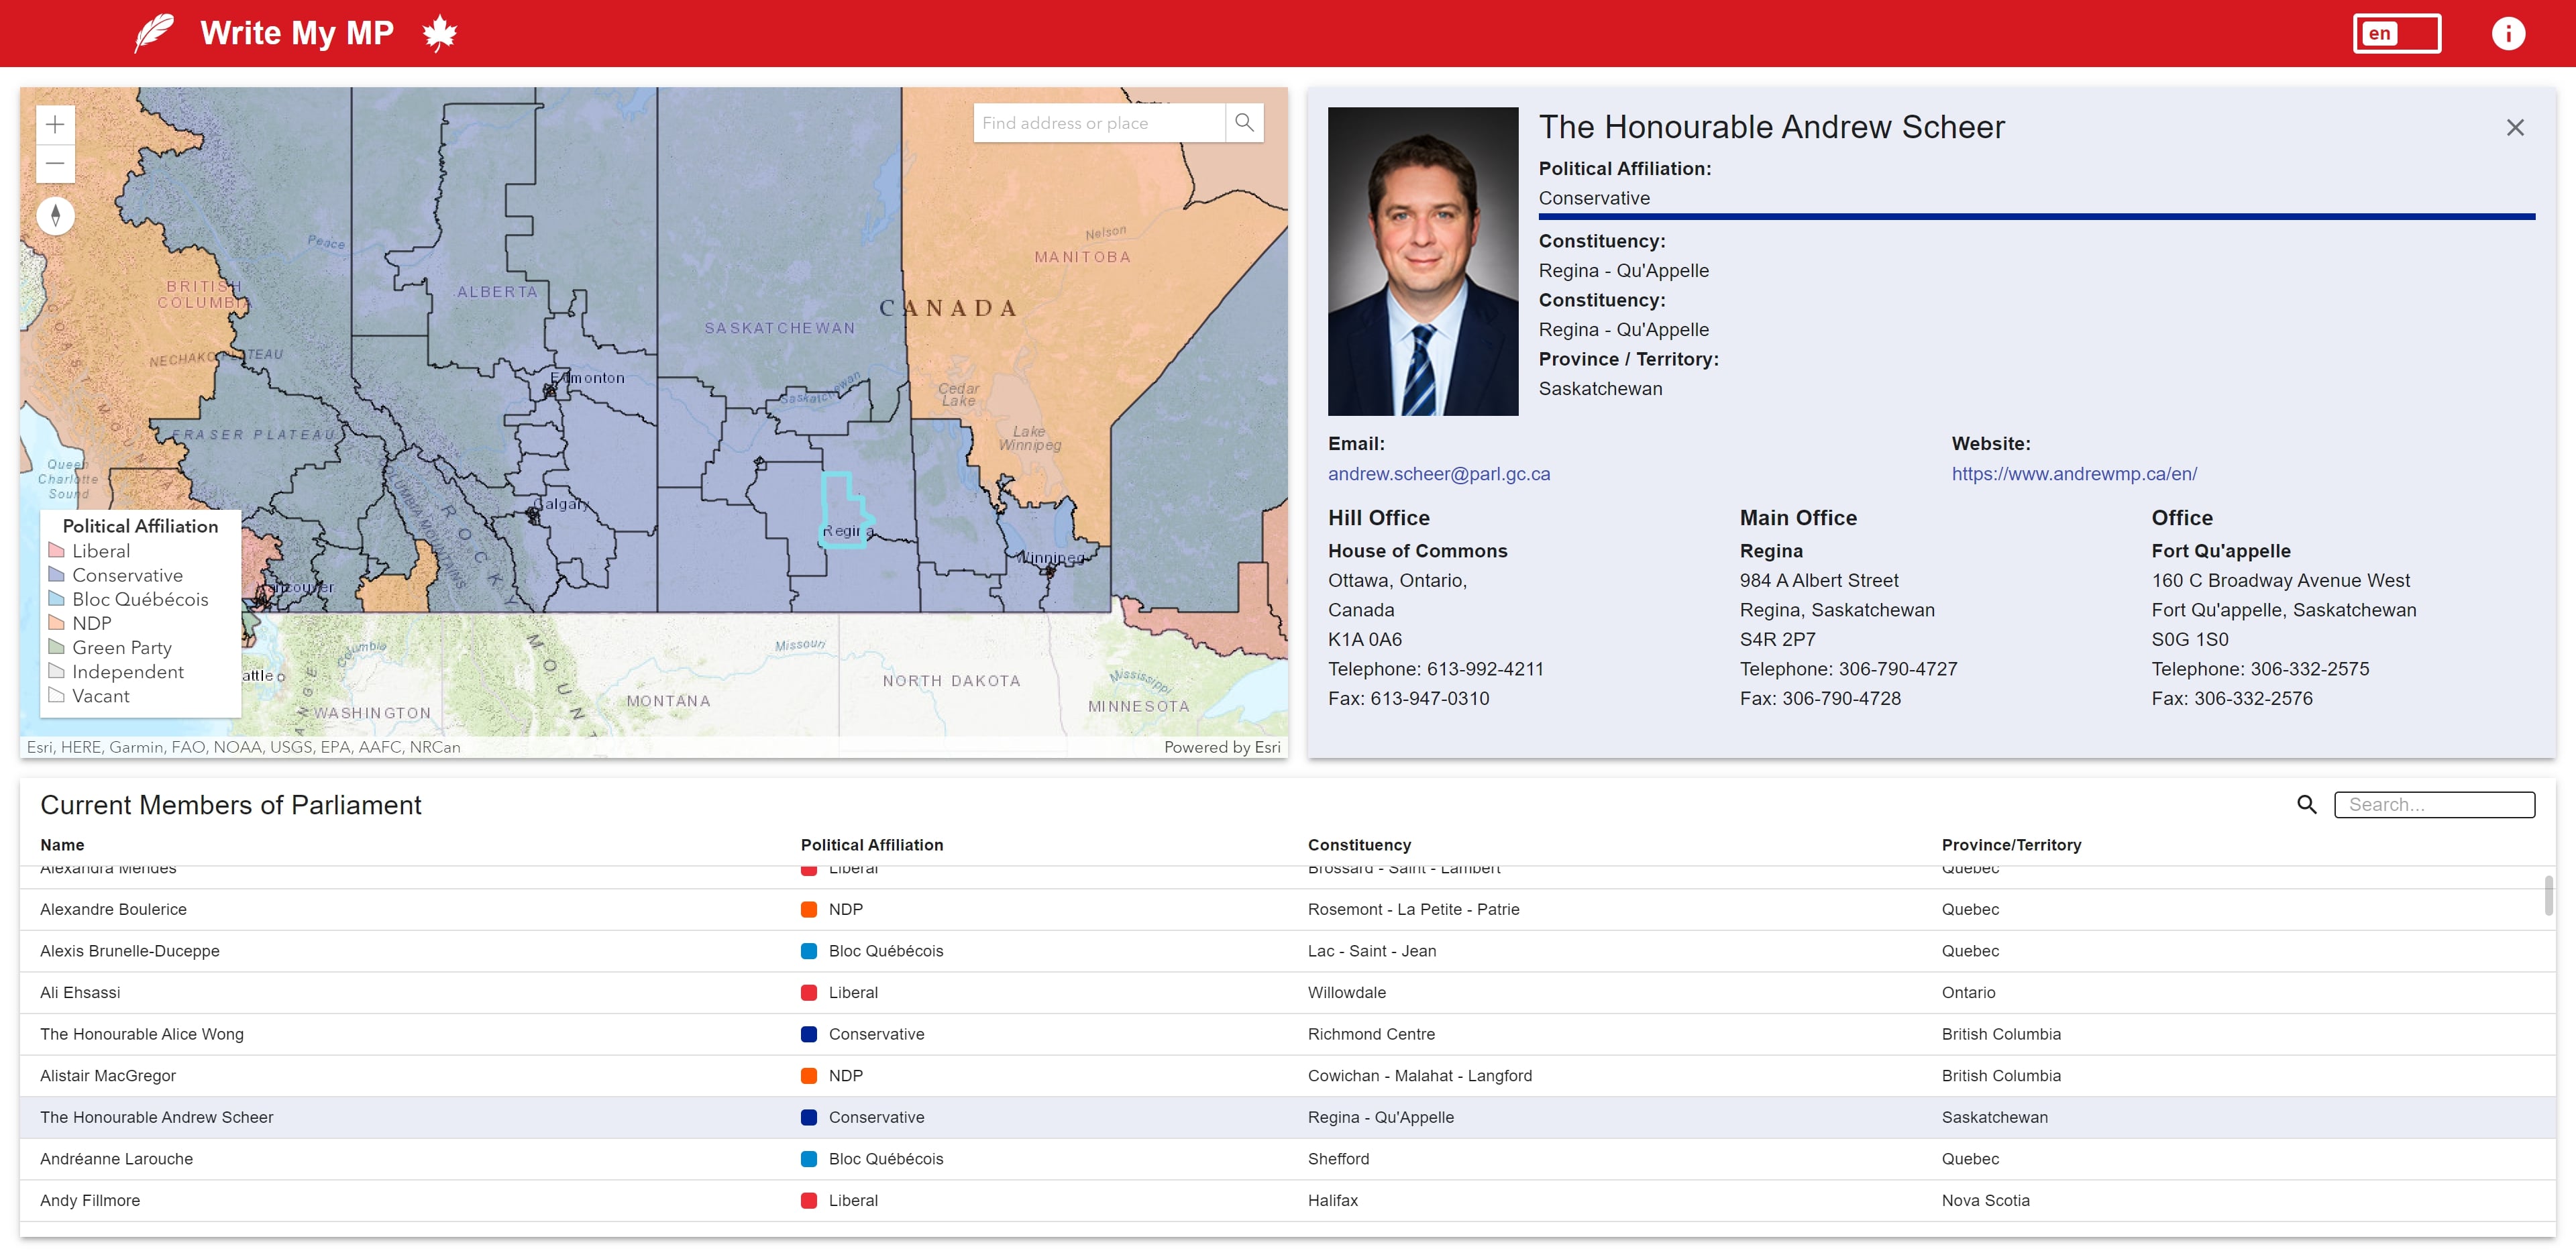 Write My MP
en
Find address or place
Peace
Nelson
MANITOBA
BRITISH
COLUMBIA
ALBERTA
CANADA
SASKATCHEWAN
NECHAKO PLATEAU
Edmonton
Saskatchewan
Cedar
Lake
Lake
Winnipeg
FRASER PLATEAU
Queen
Charlotte
Sound
COLUMBIA MOUNTAINS
ROCKY
Calgary
Regina
Winnipeg
Political Affiliation
Liberal
Conservative
Bloc Québécois
NDP
Green Party
Independent
Vacant
Columbia
Missouri
MOUN
NORTH DAKOTA
Mississippi
MONTANA
MINNESOTA
WASHINGTON
Esri, HERE, Garmin, FAO, NOAA, USGS, EPA, AAFC, NRCan
Powered by Esri
The Honourable Andrew Scheer
Political Affiliation:
Conservative
Constituency:
Regina - Qu'Appelle
Constituency:
Regina - Qu'Appelle
Province / Territory:
Saskatchewan
Email:
andrew.scheer@parl.gc.ca
Website:
https://www.andrewmp.ca/en/
Hill Office
House of Commons
Ottawa, Ontario,
Canada
K1A 0A6
Telephone: 613-992-4211
Fax: 613-947-0310
Main Office
Regina
984 A Albert Street
Regina, Saskatchewan
S4R 2P7
Telephone: 306-790-4727
Fax: 306-790-4728
Office
Fort Qu'appelle
160 C Broadway Avenue West
Fort Qu'appelle, Saskatchewan
S0G 1S0
Telephone: 306-332-2575
Fax: 306-332-2576
Current Members of Parliament
Search...
Name Political Affiliation Constituency Province/Territory
Alexandra Mendes Liberal Brossard - Saint - Lambert Quebec
Alexandre Boulerice NDP Rosemont - La Petite - Patrie Quebec
Alexis Brunelle-Duceppe Bloc Québécois Lac - Saint - Jean Quebec
Ali Ehsassi Liberal Willowdale Ontario
The Honourable Alice Wong Conservative Richmond Centre British Columbia
Alistair MacGregor NDP Cowichan - Malahat - Langford British Columbia
The Honourable Andrew Scheer Conservative Regina - Qu'Appelle Saskatchewan
Andréanne Larouche Bloc Québécois Shefford Quebec
Andy Fillmore Liberal Halifax Nova Scotia